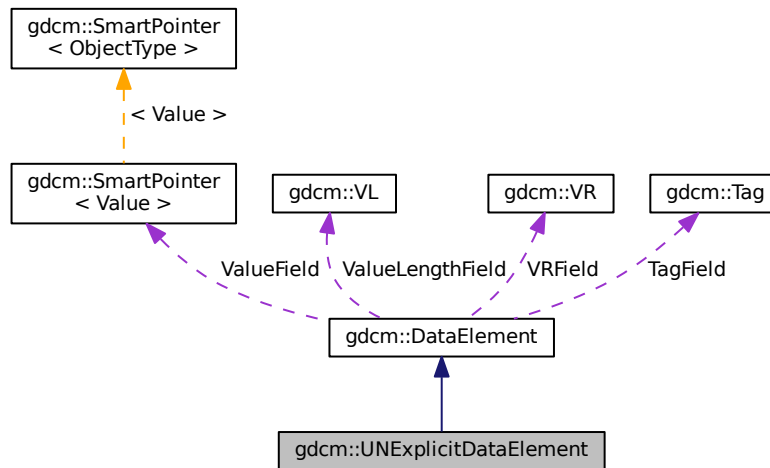 gdcm::SmartPointer
< ObjectType >
< Value >
gdcm::SmartPointer
< Value >
gdcm::VL
gdcm::VR
gdcm::Tag
ValueField
ValueLengthField
VRField
TagField
gdcm::DataElement
gdcm::UNExplicitDataElement